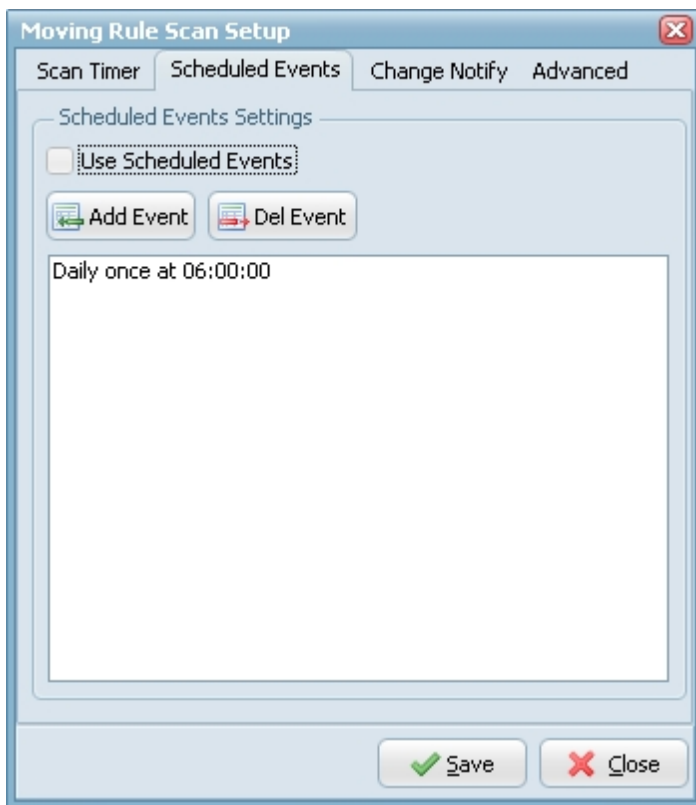 Moving Rule Scan Setup
Scan Timer Scheduled Events Change Notify Advanced
Scheduled Events Settings
Use Scheduled Events
Add Event Del Event
Daily once at 06:00:00
Save Close